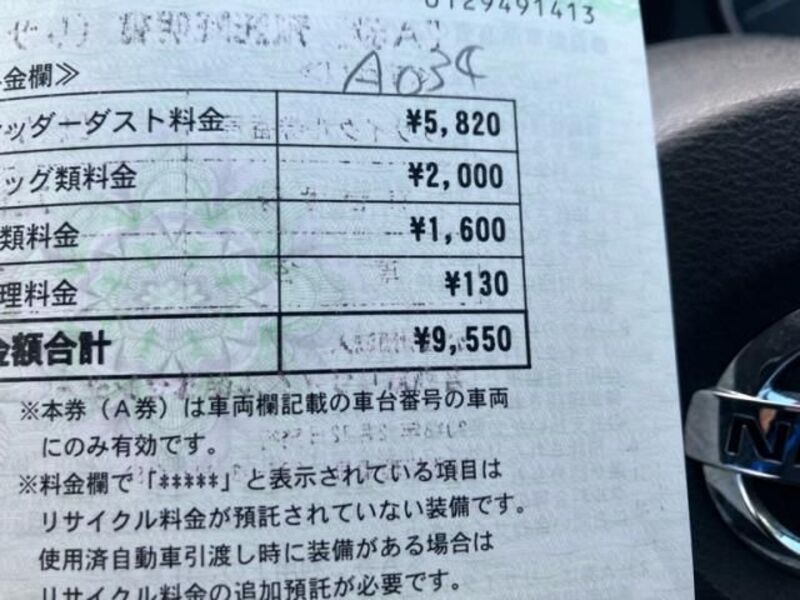 0129491413
A034
金欄≫
ッダーダスト料金 ¥5,820
ッグ類料金 ¥2,000
類料金 ¥1,600
理料金 ¥130
金額合計 ¥9,550
※本券(A券)は車両欄記載の車台番号の車両
にのみ有効です。
※料金欄で「*****」と表示されている項目は
リサイクル料金が預託されていない装備です。
使用済自動車引渡し時に装備がある場合は
リサイクル料金の追加預託が必要です。